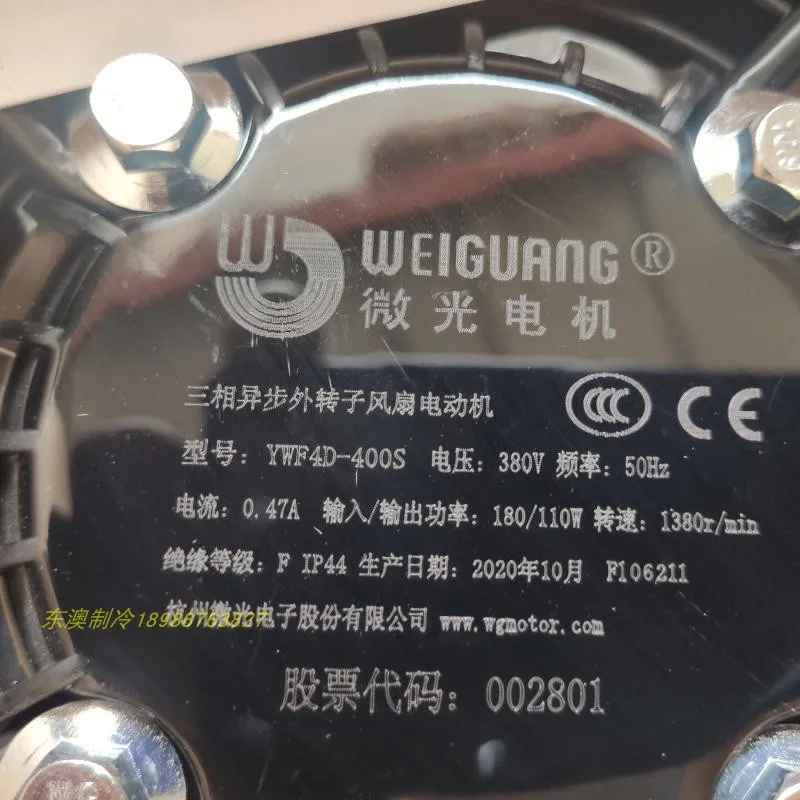 WEIGUANG®
微光电机
三相异步外转子风扇电动机
CCC CE
型号: YWF4D-400S 电压: 380V 频率: 50Hz
电流: 0.47A 输入/输出功率: 180/110W 转速: 1380r/min
绝缘等级: F IP44 生产日期: 2020年10月 F106211
杭州微光电子股份有限公司 www.wgmotor.com
东澳制冷
股票代码: 002801